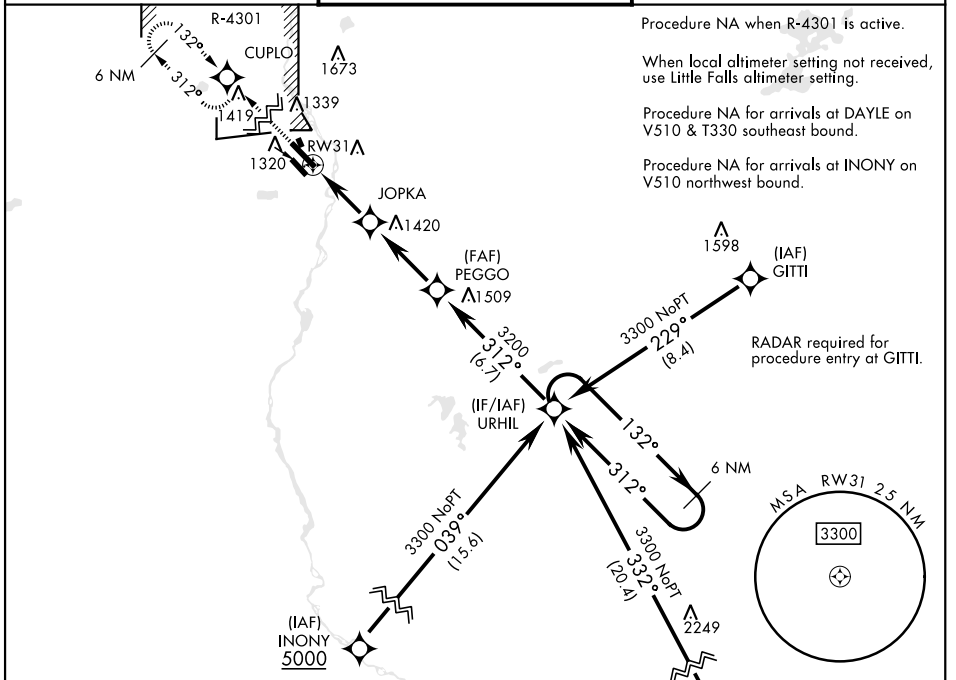 R-4301
132°
CUPLO
6 NM
312°
1673
1419
1339
1320
RW31
JOPKA
1420
(FAF)
PEGGO
1509
3200
312°
(6.7)
(IF/IAF)
URHIL
Procedure NA when R-4301 is active.
When local altimeter setting not received,
use Little Falls altimeter setting.
Procedure NA for arrivals at DAYLE on
V510 & T330 southeast bound.
Procedure NA for arrivals at INONY on
V510 northwest bound.
1598
(IAF)
GITTI
3300 NoPT
229°
(8.4)
RADAR required for
procedure entry at GITTI.
132°
312°
6 NM
3300 NoPT
039°
(15.6)
3300 NoPT
332°
(20.4)
2249
(IAF)
INONY
5000
MSA RW31 25 NM
3300